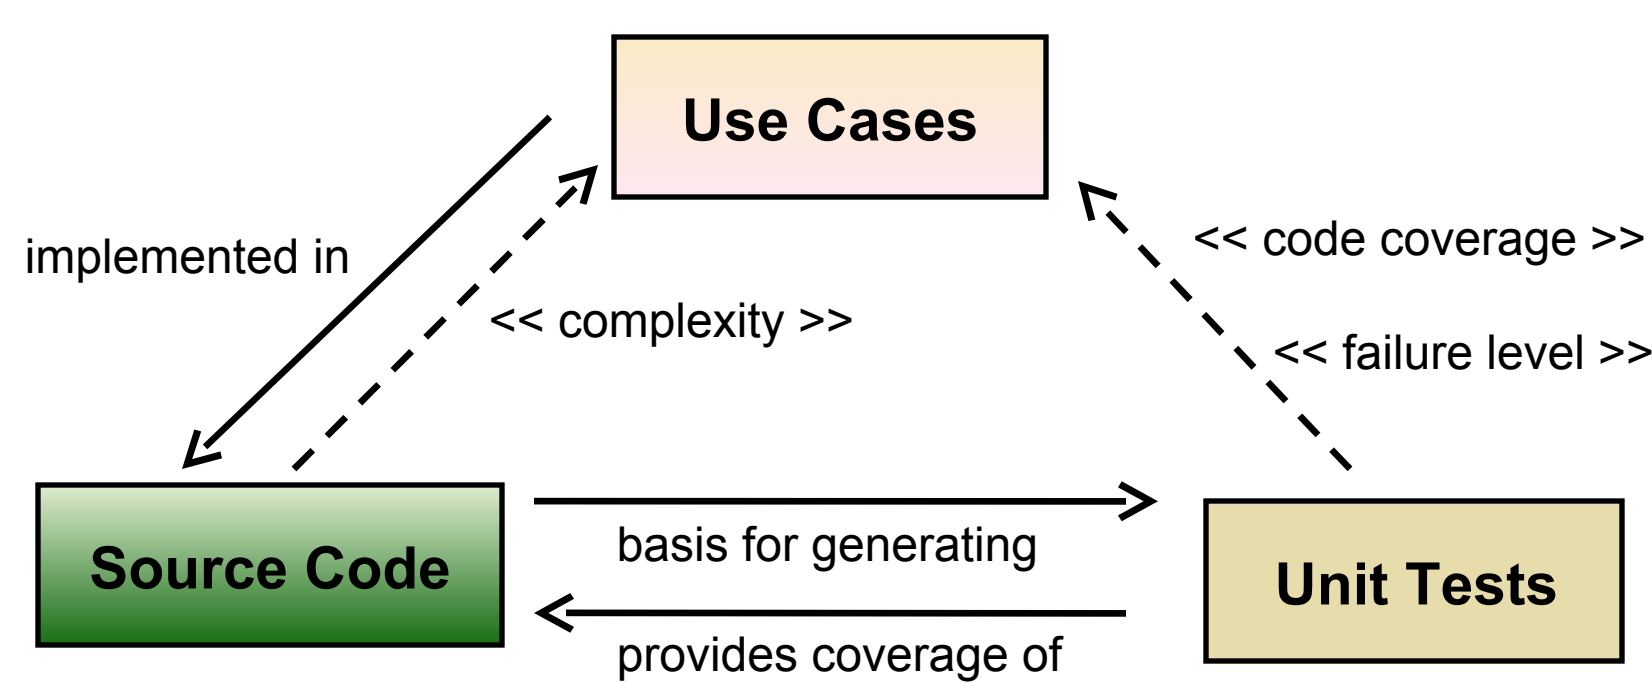 Use Cases
implemented in
<< code coverage >>
<< complexity >>
<< failure level >>
Source Code
basis for generating
Unit Tests
provides coverage of